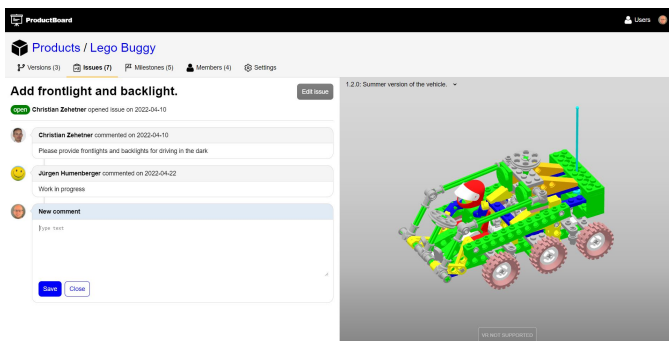 ProductBoard
Users
Products / Lego Buggy
Versions (3) Issues (7) Milestones (5) Members (4) Settings
Add frontlight and backlight.
Edit issue
open Christian Zehetner opened issue on 2022-04-10
Christian Zehetner commented on 2022-04-10
Please provide frontlights and backlights for driving in the dark
Jürgen Humenberger commented on 2022-04-22
Work in progress
New comment
Type text
Save Close
1.2.0: Summer version of the vehicle.
VR NOT SUPPORTED